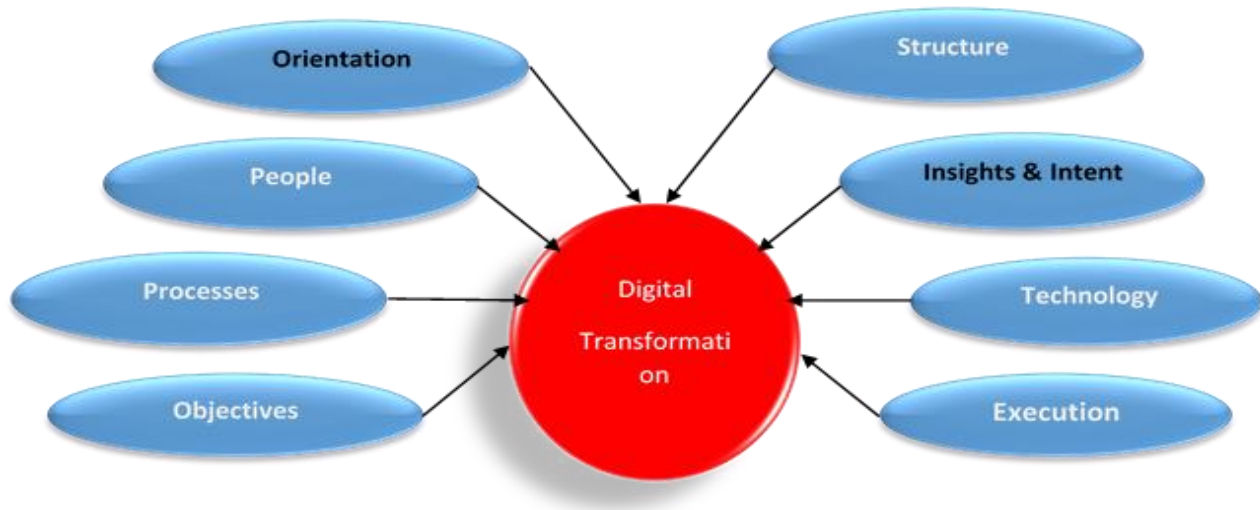 Orientation
Structure
People
Insights & Intent
Processes
Digital
Transformati
on
Technology
Objectives
Execution